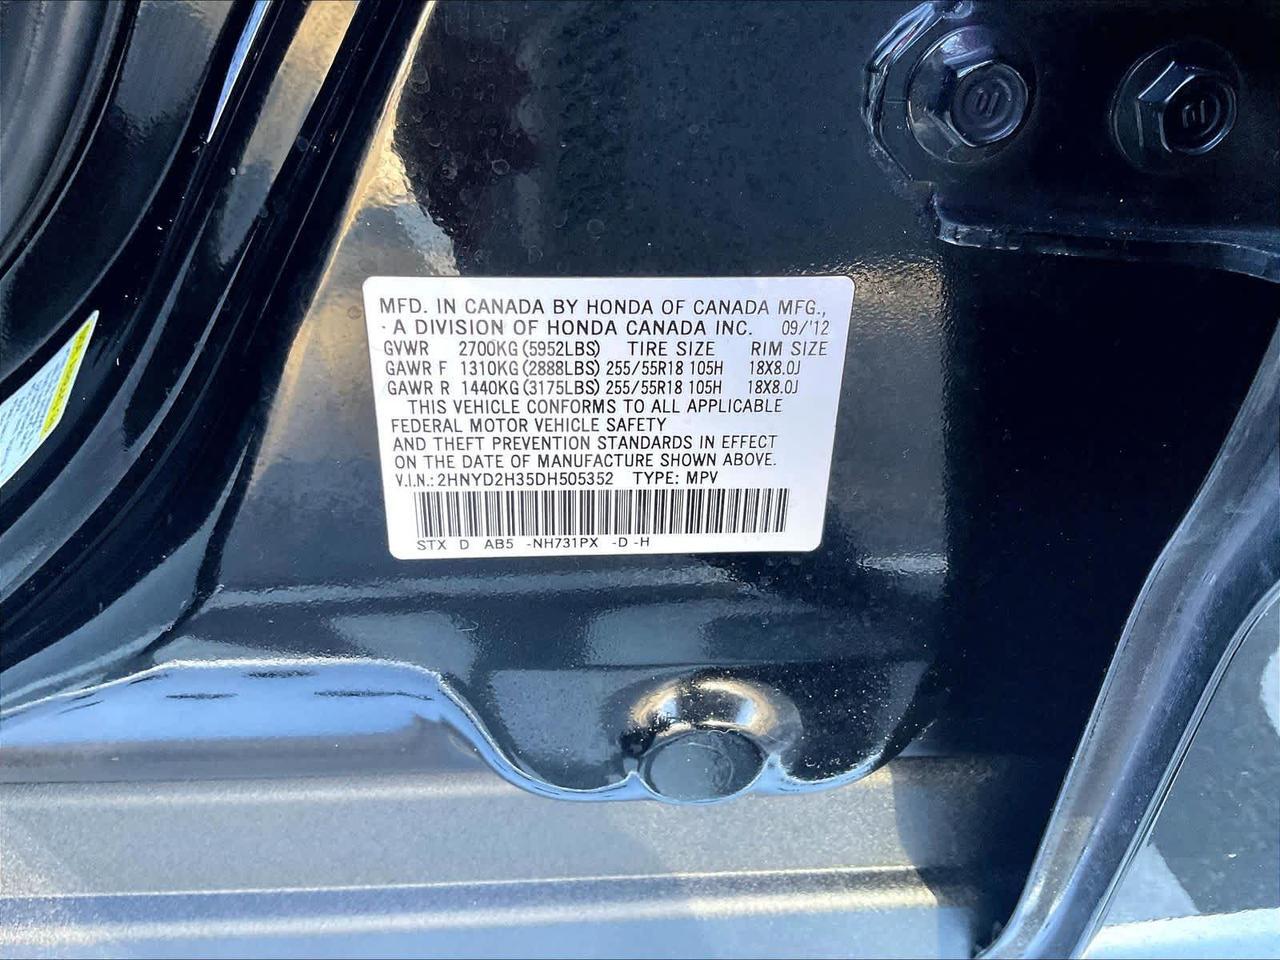 MFD. IN CANADA BY HONDA OF CANADA MFG.,
A DIVISION OF HONDA CANADA INC. 09/'12
GVWR 2700KG (5952LBS) TIRE SIZE RIM SIZE
GAWR F 1310KG (2888LBS) 255/55R18 105H 18X8.0J
GAWR R 1440KG (3175LBS) 255/55R18 105H 18X8.0J
THIS VEHICLE CONFORMS TO ALL APPLICABLE
FEDERAL MOTOR VEHICLE SAFETY
AND THEFT PREVENTION STANDARDS IN EFFECT
ON THE DATE OF MANUFACTURE SHOWN ABOVE.
V.I.N.: 2HNYD2H35DH505352 TYPE: MPV
STX D AB5 -NH731PX -D -H